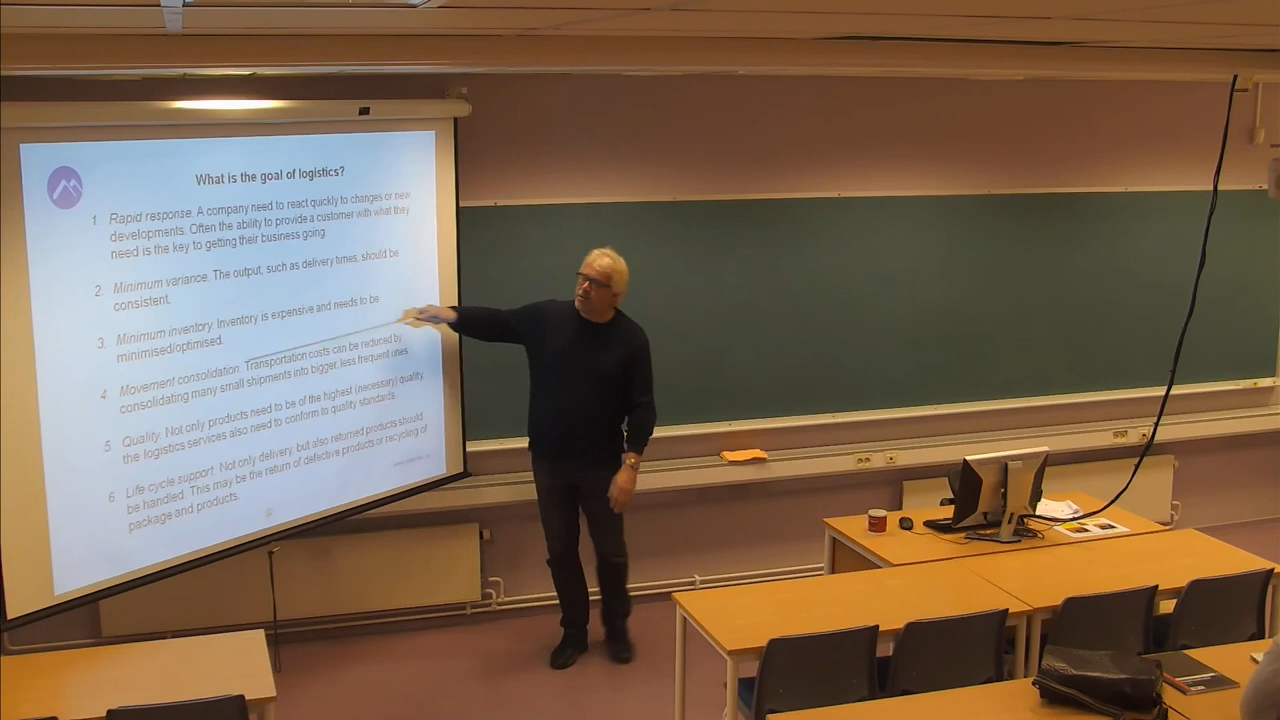 What is the goal of logistics?
1 Rapid response. A company need to react quickly to changes or new
developments. Often the ability to provide a customer with what they
need is the key to getting their business going.
2. Minimum variance. The output, such as delivery times, should be
consistent.
3. Minimum inventory. Inventory is expensive and needs to be
minimised/optimised.
4 Movement consolidation. Transportation costs can be reduced by
consolidating many small shipments into bigger, less frequent ones
5 Quality. Not only products need to be of the highest (necessary) quality
the logistics services also need to conform to quality standards
6. Life cycle support. Not only delivery, but also returned products should
be handled. This may be the return of defective products or recycling of
package and products.